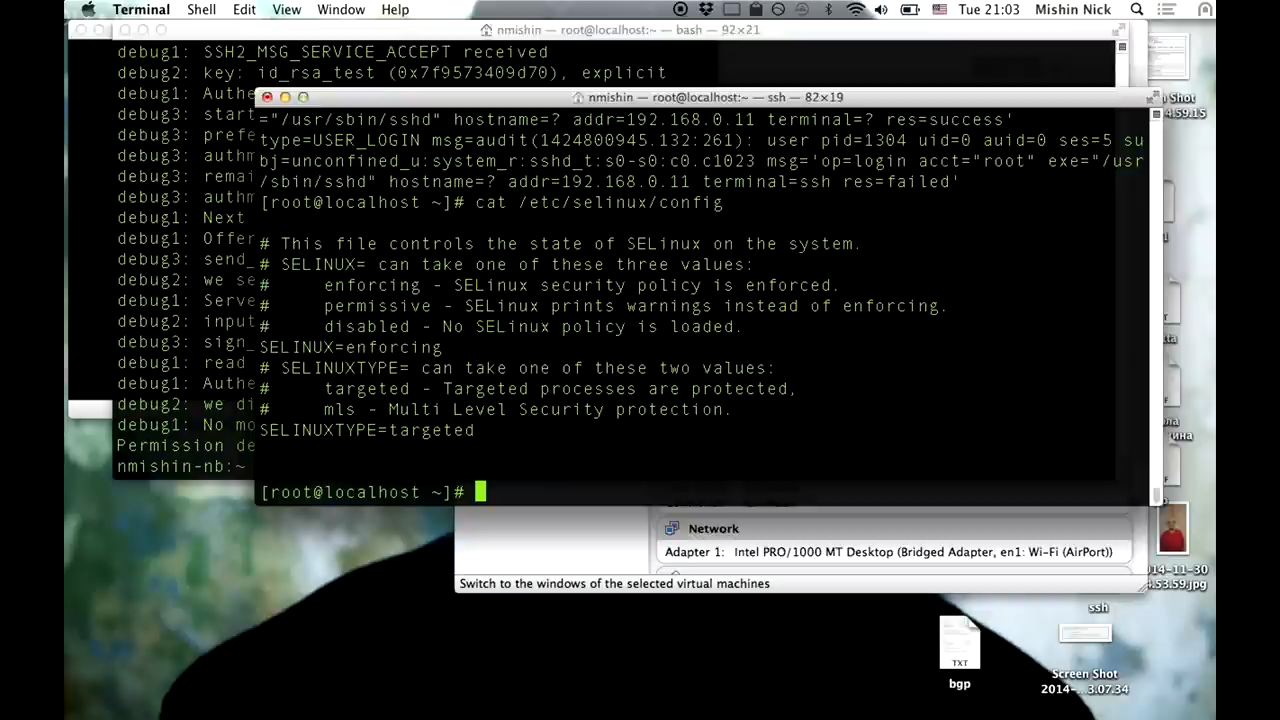 Terminal Shell Edit View Window Help Tue 21:03 Mishin Nick
nmishin — root@localhost:~ — bash — 92×21
debug1: SSH2_MSG_SERVICE_ACCEPT received
debug2: key: id_rsa_test (0x7f9573409d70), explicit
debug1: Authe
debug3: start
debug3: prefe
debug3: authm
debug3: remai
debug3: authm
debug1: Next
debug1: Offer
debug3: send_
debug2: we se
debug1: Serve
debug2: input
debug3: sign_
debug1: read
debug1: Authe
debug2: we di
debug1: No mo
Permission de
nmishin-nb:~
nmishin — root@localhost:~ — ssh — 82×19
="/usr/sbin/sshd" hostname=? addr=192.168.0.11 terminal=? res=success'
type=USER_LOGIN msg=audit(1424800945.132:261): user pid=1304 uid=0 auid=0 ses=5 su
bj=unconfined_u:system_r:sshd_t:s0-s0:c0.c1023 msg='op=login acct="root" exe="/usr
/sbin/sshd" hostname=? addr=192.168.0.11 terminal=ssh res=failed'
[root@localhost ~]# cat /etc/selinux/config
# This file controls the state of SELinux on the system.
# SELINUX= can take one of these three values:
#     enforcing - SELinux security policy is enforced.
#     permissive - SELinux prints warnings instead of enforcing.
#     disabled - No SELinux policy is loaded.
SELINUX=enforcing
# SELINUXTYPE= can take one of these two values:
#     targeted - Targeted processes are protected,
#     mls - Multi Level Security protection.
SELINUXTYPE=targeted
[root@localhost ~]#
Network
Adapter 1: Intel PRO/1000 MT Desktop (Bridged Adapter, en1: Wi-Fi (AirPort))
Switch to the windows of the selected virtual machines
Shot
4.59.15
14-11-30
4.53.59.jpg
ssh
TXT
bgp
Screen Shot
2014-...3.07.34